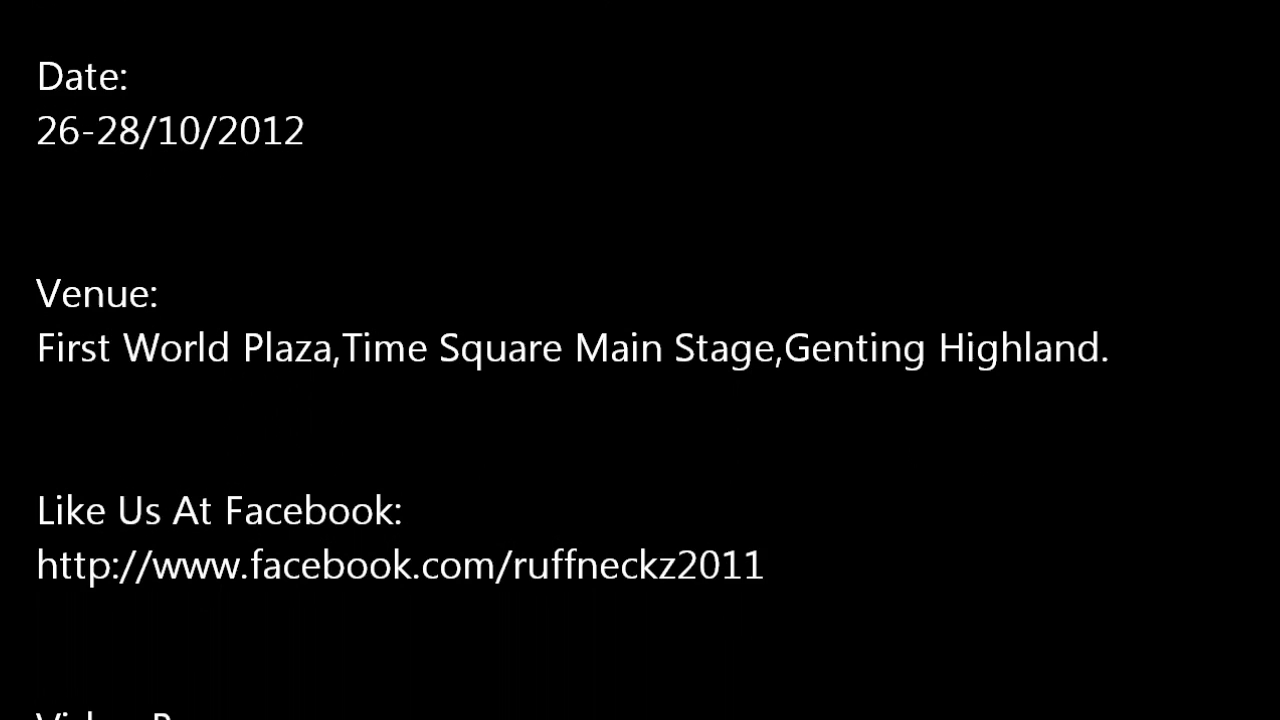 Date:
26-28/10/2012
Venue:
First World Plaza,Time Square Main Stage,Genting Highland.
Like Us At Facebook:
http://www.facebook.com/ruffneckz2011